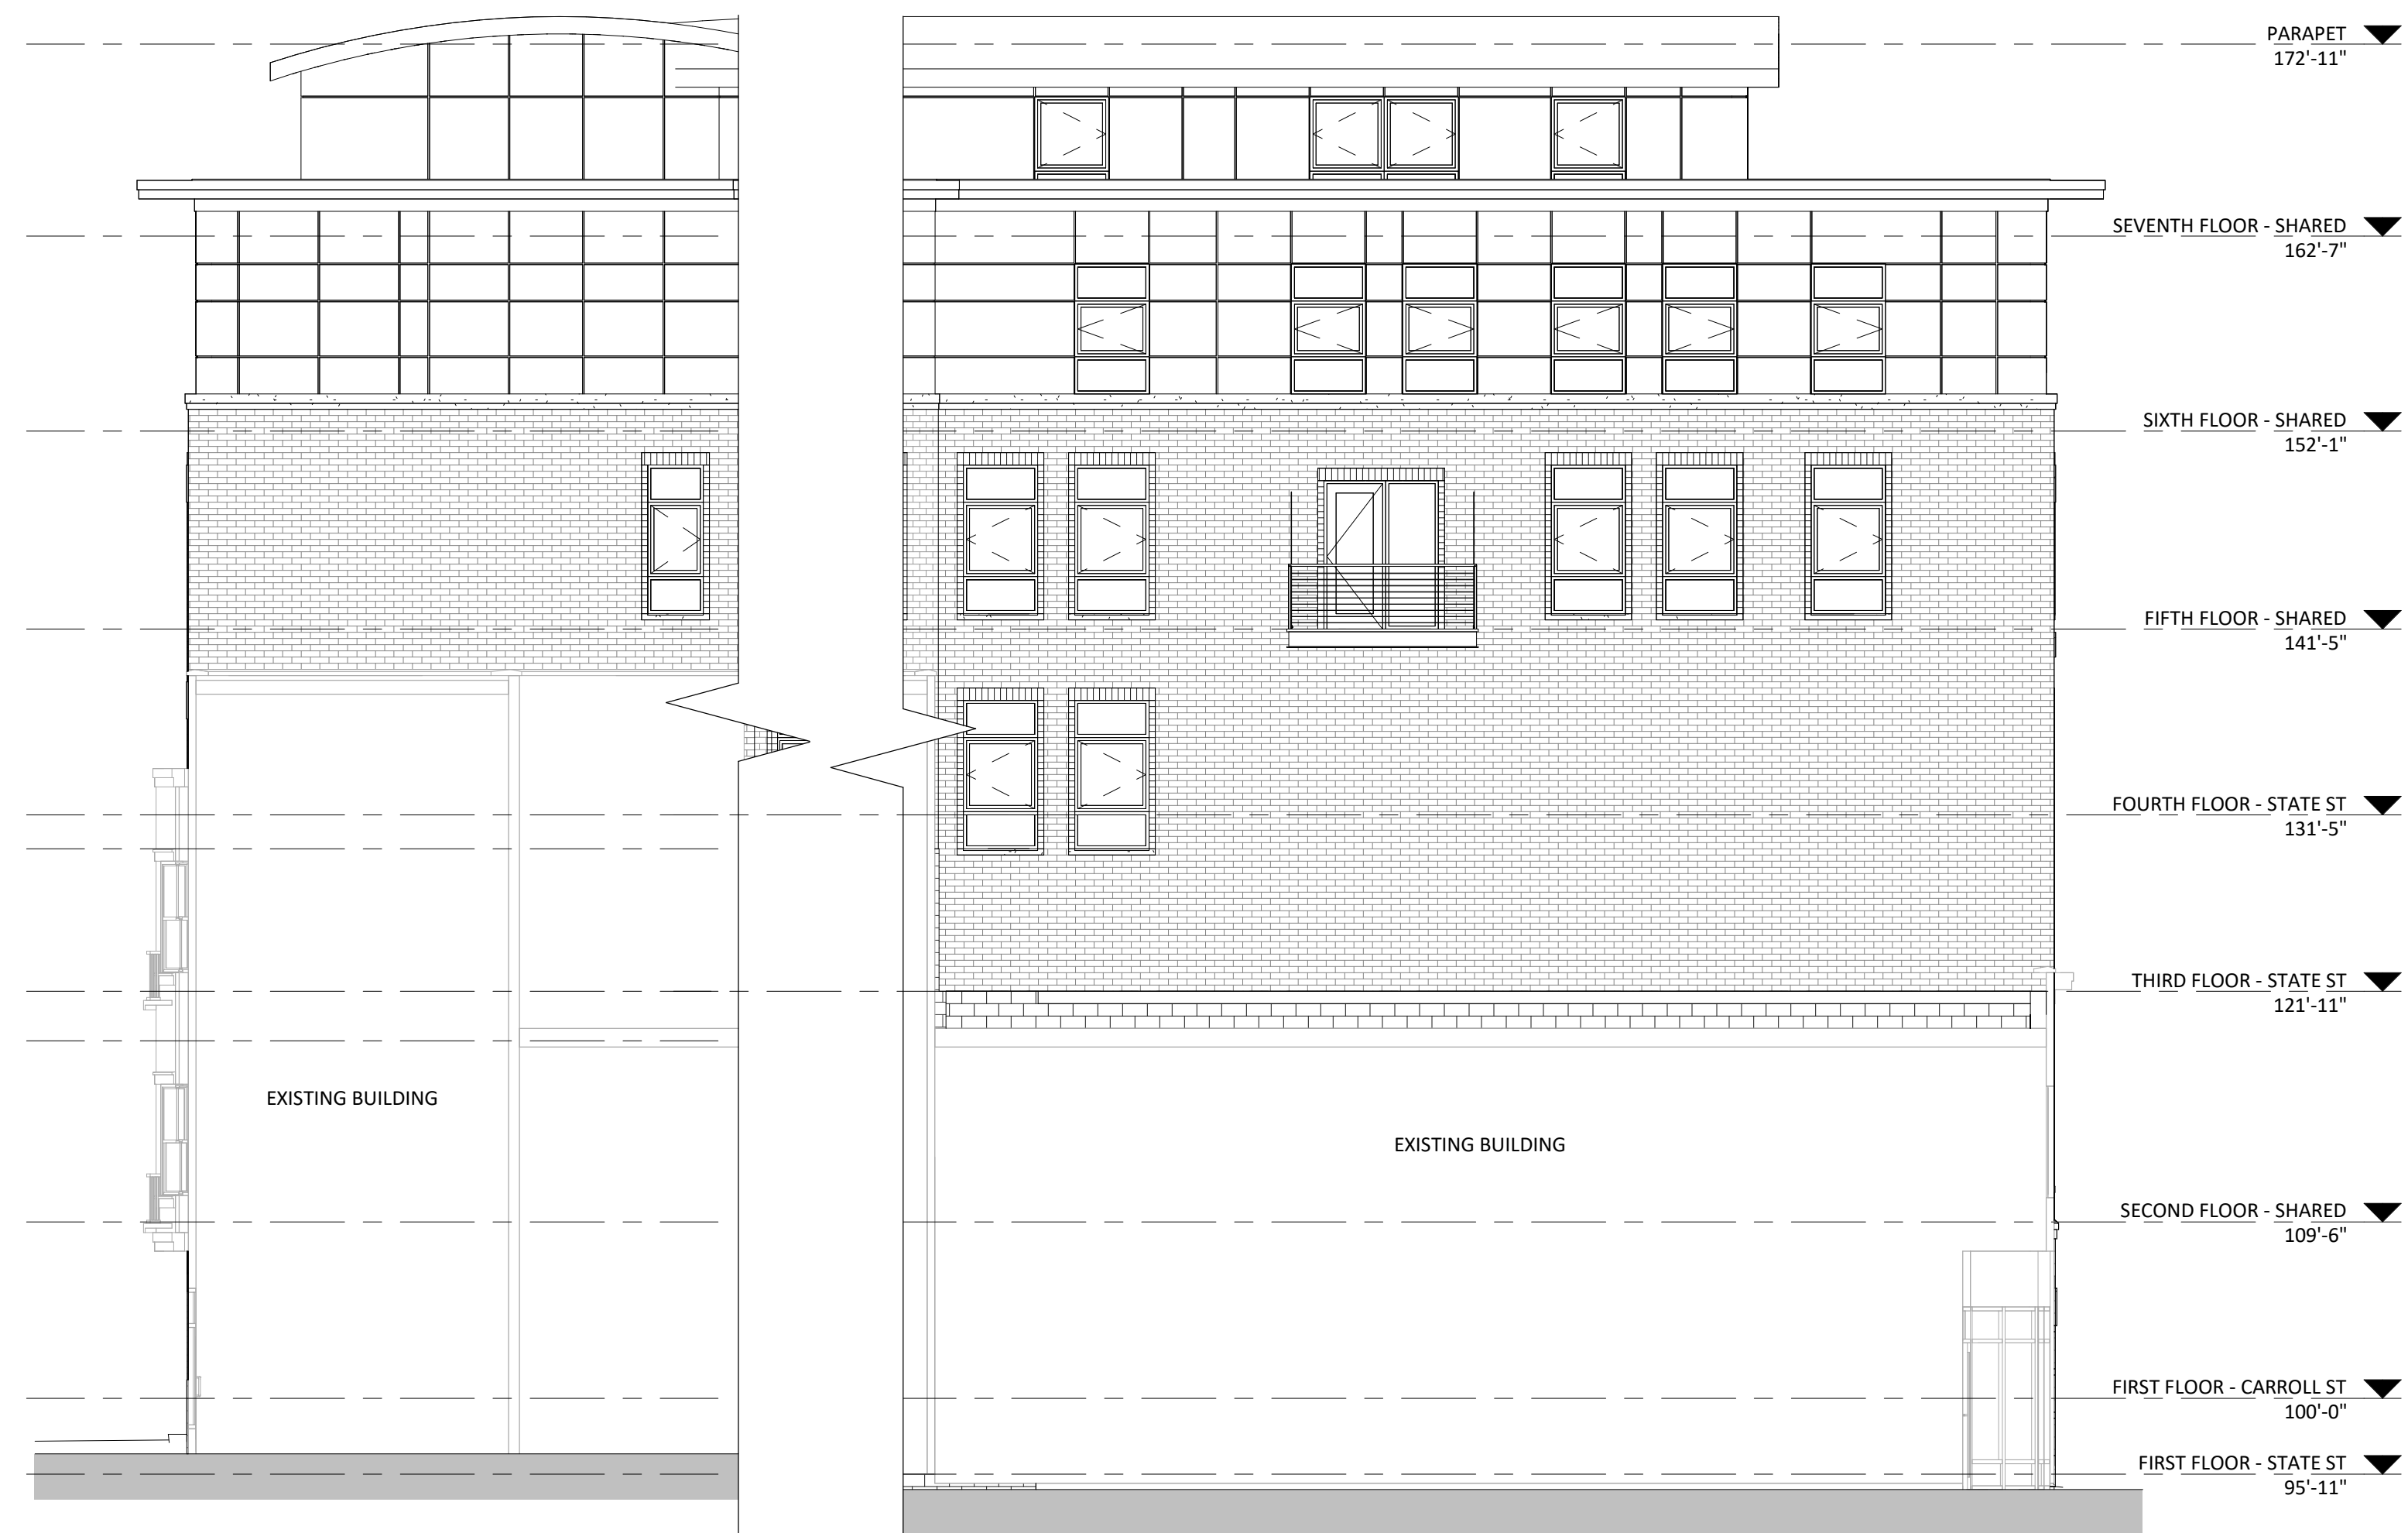 PARAPET
172'-11"
SEVENTH FLOOR - SHARED
162'-7"
SIXTH FLOOR - SHARED
152'-1"
FIFTH FLOOR - SHARED
141'-5"
FOURTH FLOOR - STATE ST
131'-5"
THIRD FLOOR - STATE ST
121'-11"
EXISTING BUILDING
EXISTING BUILDING
SECOND FLOOR - SHARED
109'-6"
FIRST FLOOR - CARROLL ST
100'-0"
FIRST FLOOR - STATE ST
95'-11"